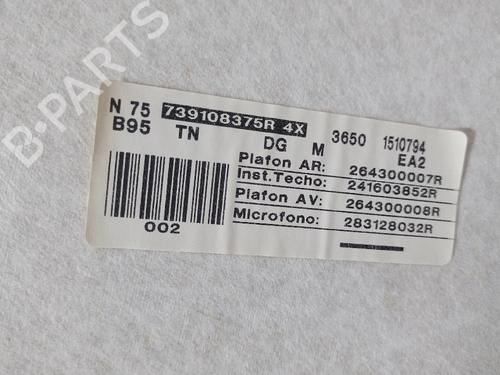 B-PARTS
N 75 739108375R 4X
B95 TN DG M 3650 1510794
EA2
Plafon AR: 264300007R
Inst.Techo: 241603852R
Plafon AV: 264300008R
Microfono: 283128032R
002